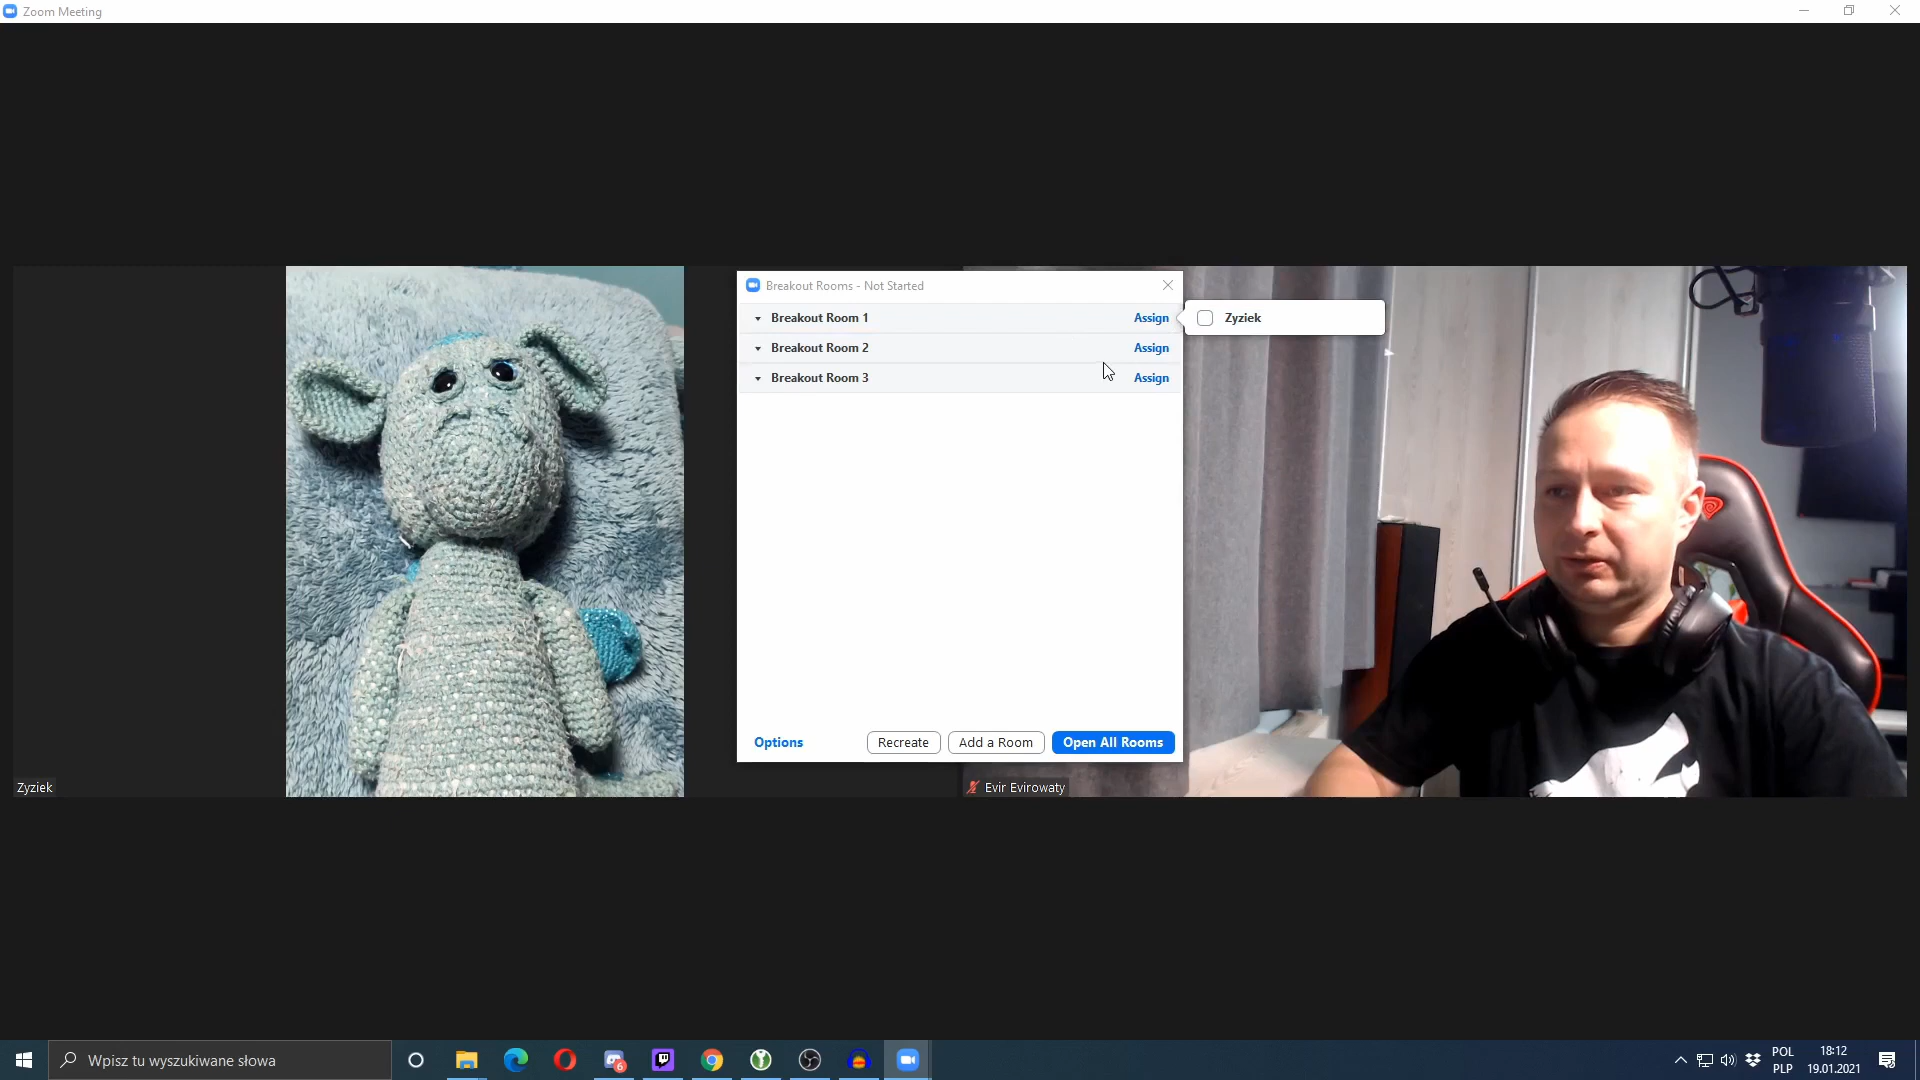 Zoom Meeting
Breakout Rooms - Not Started
Breakout Room 1
Assign
Zyziek
Breakout Room 2
Assign
Breakout Room 3
Assign
Options
Recreate
Add a Room
Open All Rooms
Zyziek
Evir Evirowaty
Wpisz tu wyszukiwane słowa
6
POL
PLP
18:12
19.01.2021